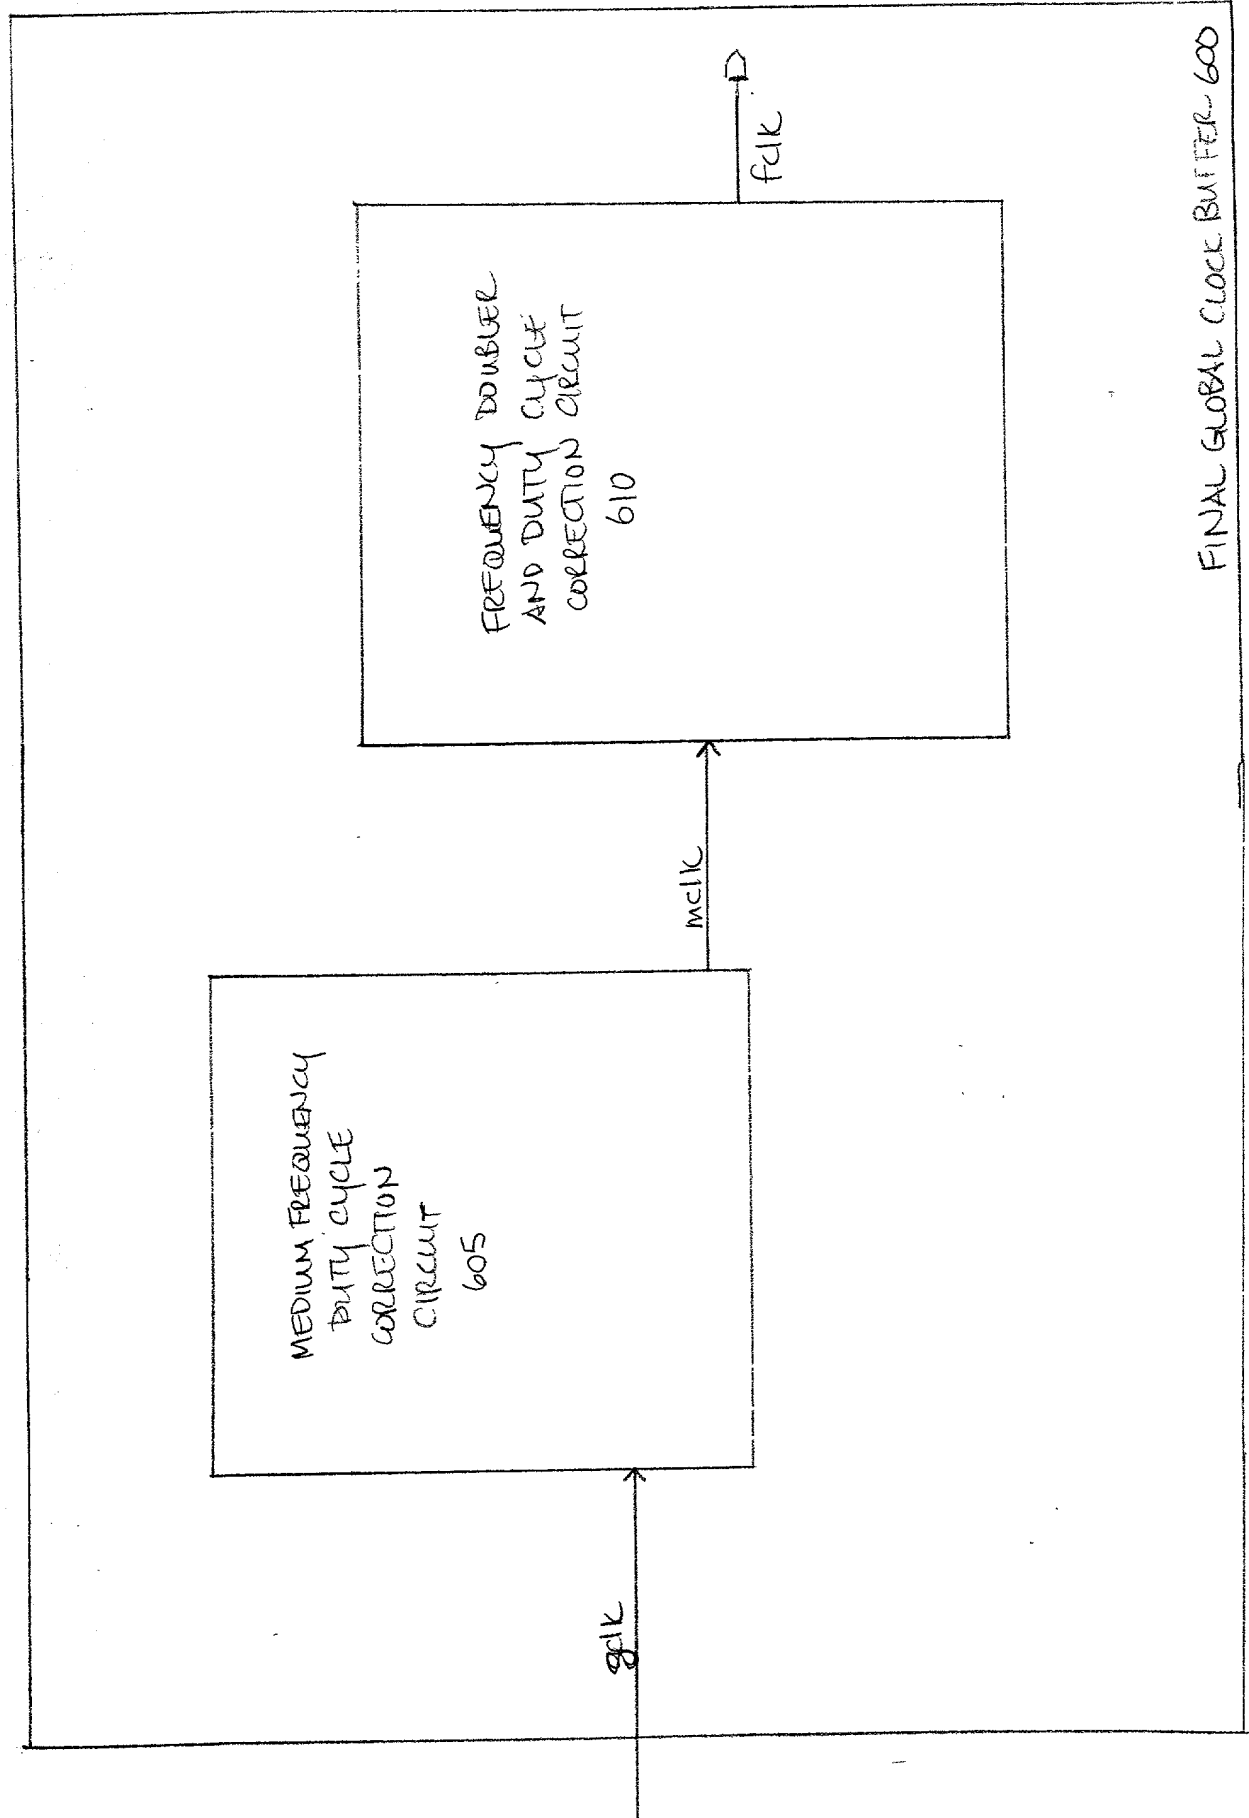 gclk
MEDIUM FREQUENCY
DUTY CYCLE
CORRECTION
CIRCUIT
605
mclk
FREQUENCY DOUBLER
AND DUTY CYCLE
CORRECTION CIRCUIT
610
fclk
FINAL GLOBAL CLOCK BUFFER 600